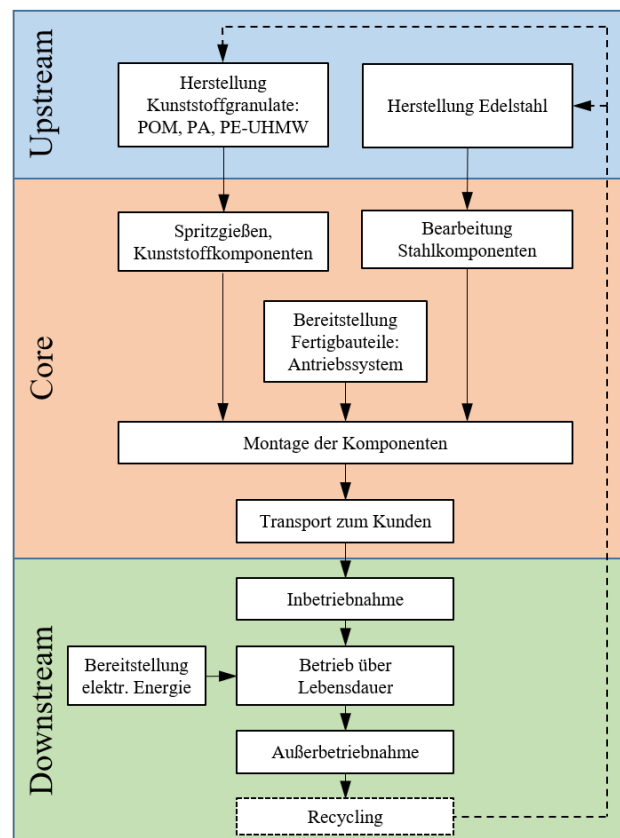 Upstream
Herstellung
Kunststoffgranulate:
POM, PA, PE-UHMW
Herstellung Edelstahl
Core
Spritzgießen,
Kunststoffkomponenten
Bearbeitung
Stahlkomponenten
Bereitstellung
Fertigbauteile:
Antriebssystem
Montage der Komponenten
Transport zum Kunden
Downstream
Inbetriebnahme
Bereitstellung
elektr. Energie
Betrieb über
Lebensdauer
Außerbetriebnahme
Recycling